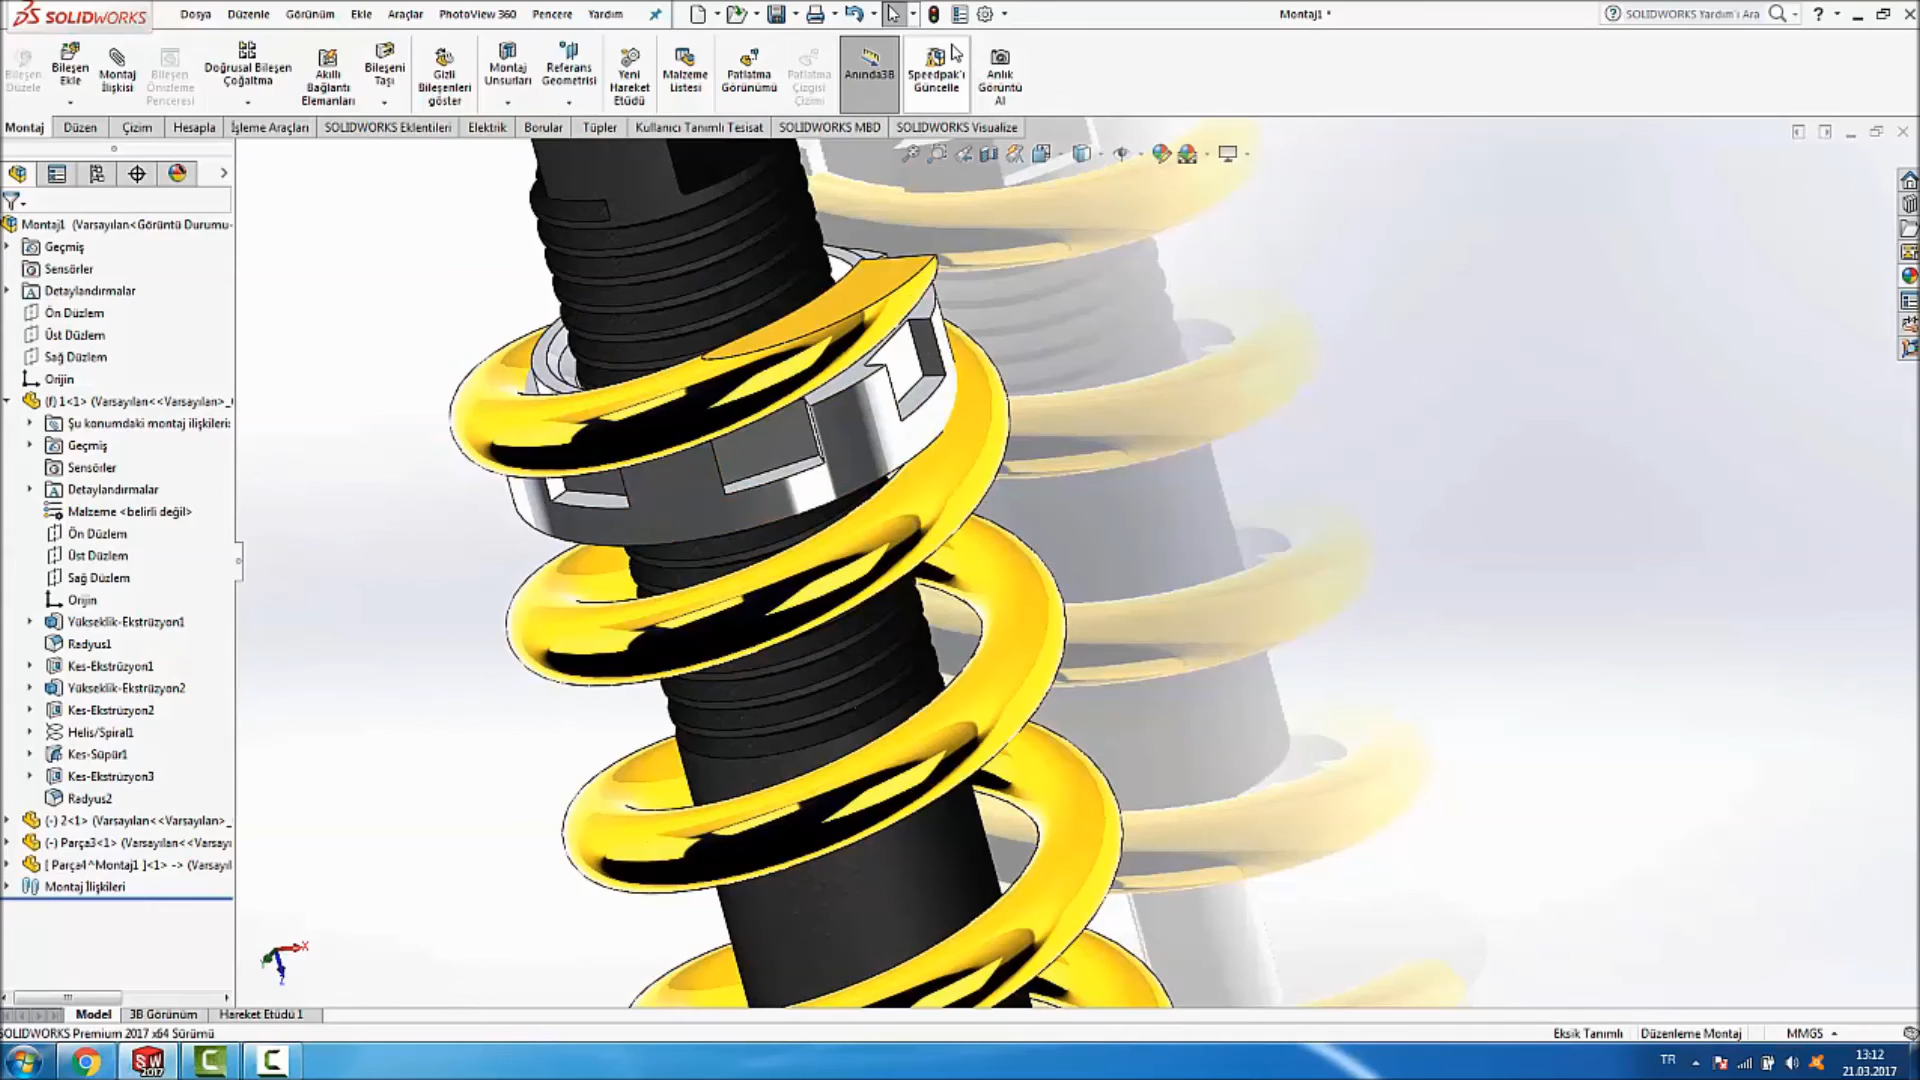 SOLIDWORKS Dosya Düzenle Görünüm Ekle Araçlar PhotoView 360 Pencere Yardım Montaj1 * SOLIDWORKS Yardım'ı Ara
Bileşen Düzele
Bileşen Ekle
Montaj İlişkisi
Bileşen Önizleme Penceresi
Doğrusal Bileşen Çoğaltma
Akıllı Bağlantı Elemanları
Bileşeni Taşı
Gizli Bileşenleri göster
Montaj Unsurları
Referans Geometrisi
Yeni Hareket Etüdü
Malzeme Listesi
Patlatma Görünümü
Patlatma Çizgisi Çizimi
Anında3B
Speedpak'ı Güncelle
Anlık Görüntü Al
Montaj Düzen Çizim Hesapla İşleme Araçları SOLIDWORKS Eklentileri Elektrik Borular Tüpler Kullanıcı Tanımlı Tesisat SOLIDWORKS MBD SOLIDWORKS Visualize
Montaj1 (Varsayılan<Görüntü Durumu-
Geçmiş
Sensörler
Detaylandırmalar
Ön Düzlem
Üst Düzlem
Sağ Düzlem
Orijin
(f) 1<1> (Varsayılan<<Varsayılan>_
Şu konumdaki montaj ilişkileri:
Geçmiş
Sensörler
Detaylandırmalar
Malzeme <belirli değil>
Ön Düzlem
Üst Düzlem
Sağ Düzlem
Orijin
Yükseklik-Ekstrüzyon1
Radyus1
Kes-Ekstrüzyon1
Yükseklik-Ekstrüzyon2
Kes-Ekstrüzyon2
Helis/Spiral1
Kes-Süpür1
Kes-Ekstrüzyon3
Radyus2
(-) 2<1> (Varsayılan<<Varsayılan>_
(-) Parça3<1> (Varsayılan<<Varsayı
[ Parça4^Montaj1 ]<1> -> (Varsayıl
Montaj İlişkileri
X
Z
Model 3B Görünüm Hareket Etüdü 1
SOLIDWORKS Premium 2017 x64 Sürümü Eksik Tanımlı Düzenleme Montaj MMGS
SW 2017 TR 13:12
21.03.2017